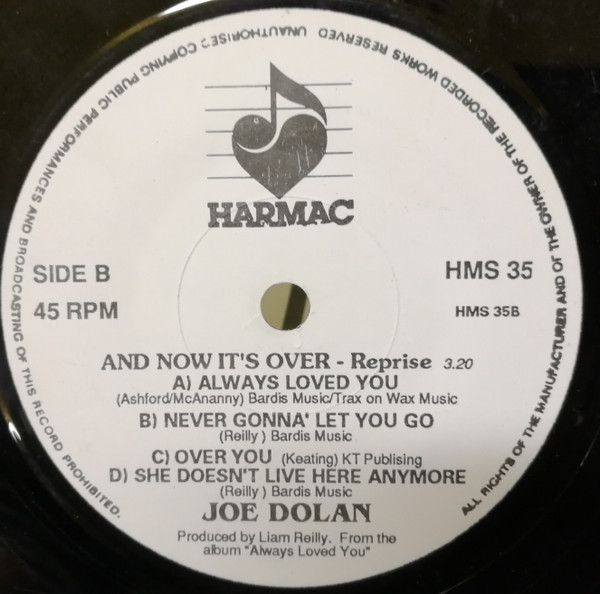 ALL RIGHTS OF THE MANUFACTURER AND OF THE OWNER OF THE RECORDED WORKS RESERVED UNAUTHORISED COPYING PUBLIC PERFORMANCES AND BROADCASTING OF THIS RECORD PROHIBITED.
HARMAC
SIDE B
HMS 35
45 RPM
HMS 35B
AND NOW IT'S OVER - Reprise 3.20
A) ALWAYS LOVED YOU
(Ashford/McAnanny) Bardis Music/Trax on Wax Music
B) NEVER GONNA' LET YOU GO
(Reilly ) Bardis Music
C) OVER YOU (Keating) KT Publising
D) SHE DOESN'T LIVE HERE ANYMORE
(Reilly ) Bardis Music
JOE DOLAN
Produced by Liam Reilly. From the
album "Always Loved You"